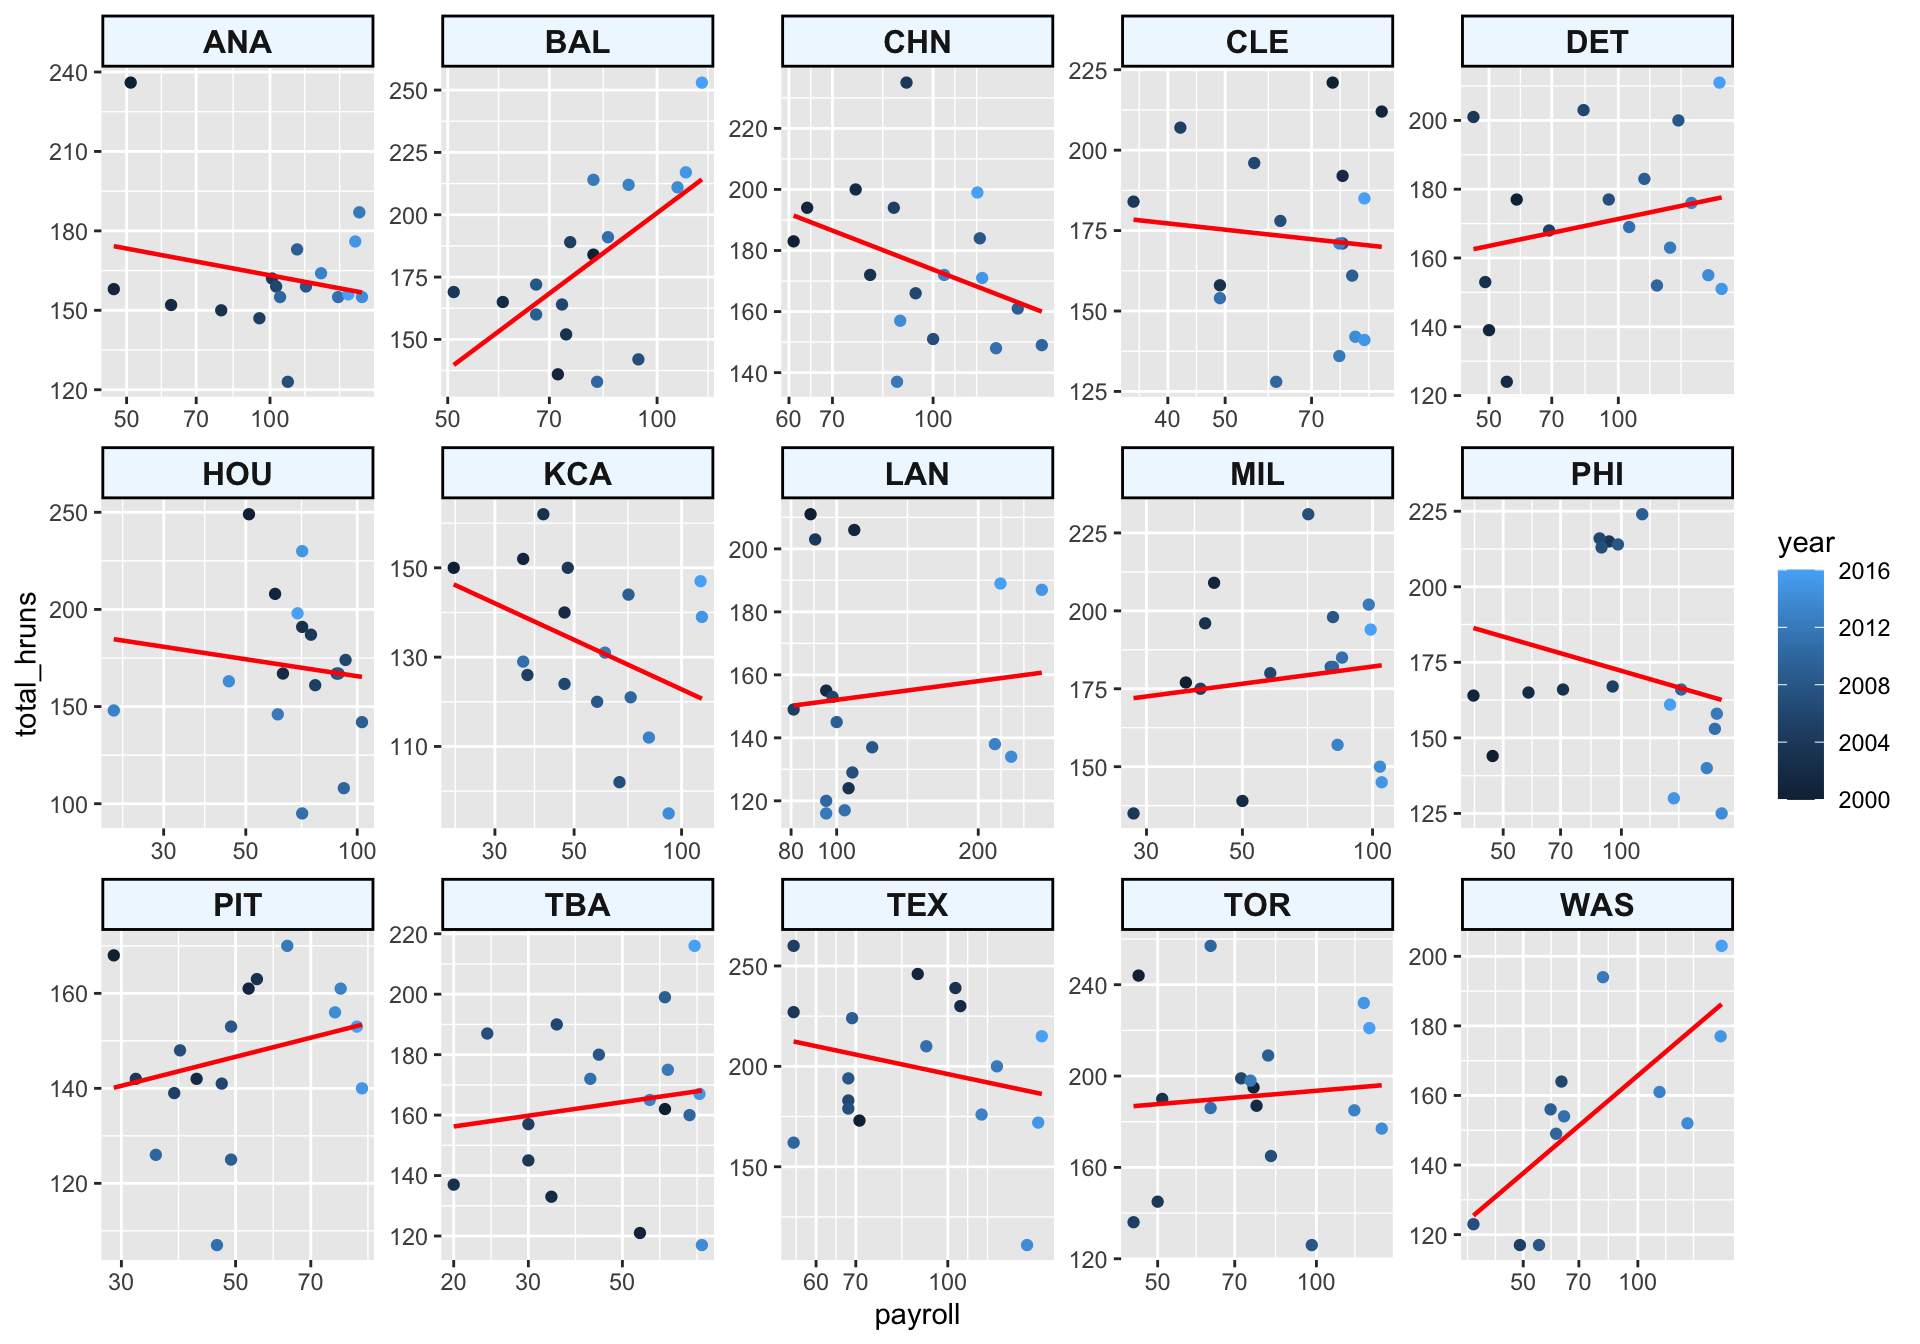 ANA BAL CHN CLE DET
240 210 180 150 120
50 70 100
250 225 200 175 150
50 70 100
220 200 180 160 140
60 70 100
225 200 175 150 125
40 50 70
200 180 160 140 120
50 70 100
HOU KCA LAN MIL PHI
250 200 150 100
30 50 100
150 130 110
30 50 100
200 180 160 140 120
80 100 200
225 200 175 150
30 50 100
225 200 175 150 125
50 70 100
PIT TBA TEX TOR WAS
160 140 120
30 50 70
220 200 180 160 140 120
20 30 50
250 200 150
60 70 100
240 200 160 120
50 70 100
200 180 160 140 120
50 70 100
total_hruns
payroll
year
2016
2012
2008
2004
2000